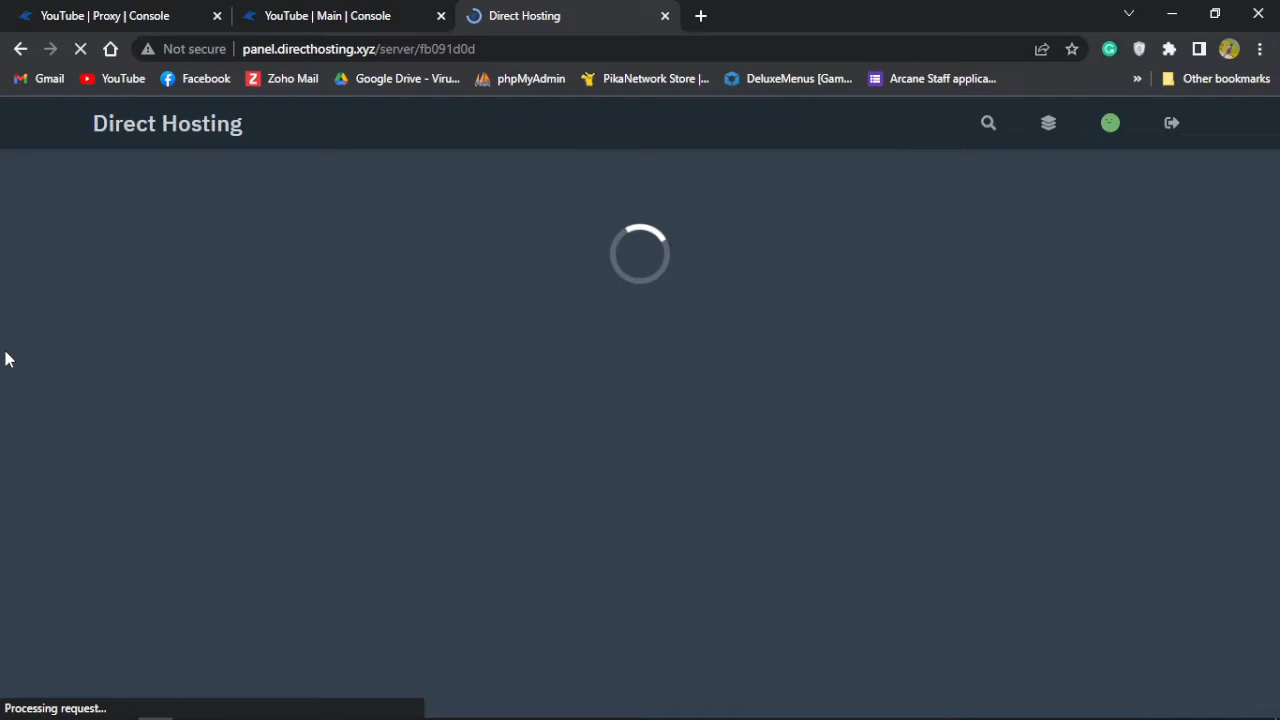 YouTube | Proxy | Console
YouTube | Main | Console
Direct Hosting
Not secure
panel.directhosting.xyz/server/fb091d0d
Gmail
YouTube
Facebook
Zoho Mail
Google Drive - Viru...
phpMyAdmin
PikaNetwork Store |...
DeluxeMenus [Gam...
Arcane Staff applica...
»
Other bookmarks
Direct Hosting
Processing request...